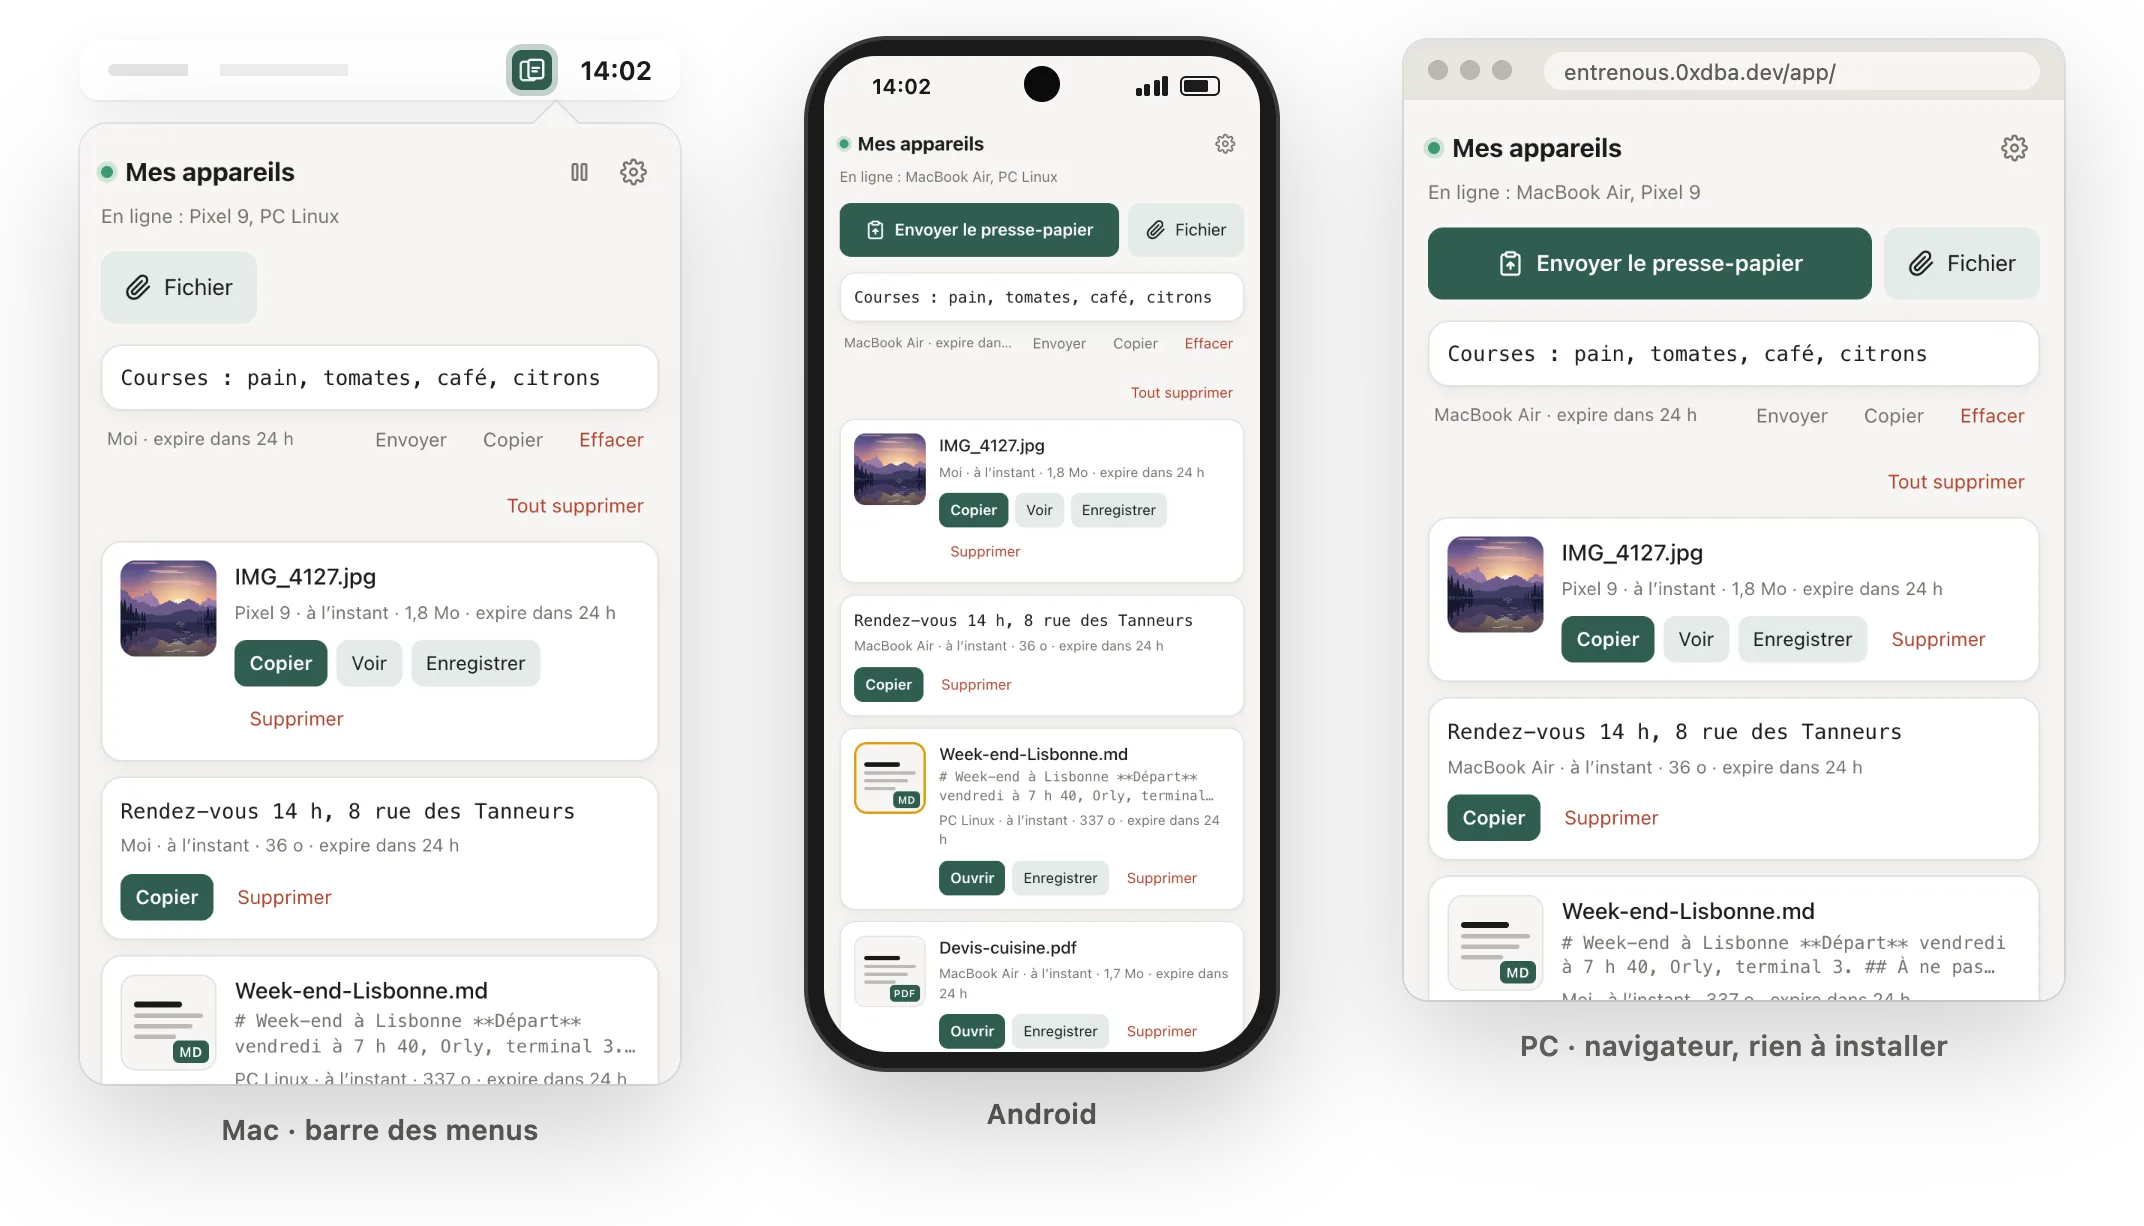 14:02
Mes appareils
En ligne : Pixel 9, PC Linux
Fichier
Courses : pain, tomates, café, citrons
Moi · expire dans 24 h
Envoyer
Copier
Effacer
Tout supprimer
IMG_4127.jpg
Pixel 9 · à l’instant · 1,8 Mo · expire dans 24 h
Copier
Voir
Enregistrer
Supprimer
Rendez-vous 14 h, 8 rue des Tanneurs
Moi · à l’instant · 36 o · expire dans 24 h
Copier
Supprimer
Week-end-Lisbonne.md
# Week-end à Lisbonne **Départ**
vendredi à 7 h 40, Orly, terminal 3.…
MD
PC Linux · à l’instant · 337 o · expire dans 24 h
Mac · barre des menus
14:02
Mes appareils
En ligne : MacBook Air, PC Linux
Envoyer le presse-papier
Fichier
Courses : pain, tomates, café, citrons
MacBook Air · expire dan…
Envoyer
Copier
Effacer
Tout supprimer
IMG_4127.jpg
Moi · à l’instant · 1,8 Mo · expire dans 24 h
Copier
Voir
Enregistrer
Supprimer
Rendez-vous 14 h, 8 rue des Tanneurs
MacBook Air · à l’instant · 36 o · expire dans 24 h
Copier
Supprimer
Week-end-Lisbonne.md
# Week-end à Lisbonne **Départ**
vendredi à 7 h 40, Orly, terminal…
MD
PC Linux · à l’instant · 337 o · expire dans 24
h
Ouvrir
Enregistrer
Supprimer
Devis-cuisine.pdf
MacBook Air · à l’instant · 1,7 Mo · expire dans
24 h
PDF
Ouvrir
Enregistrer
Supprimer
Android
entrenous.0xdba.dev/app/
Mes appareils
En ligne : MacBook Air, Pixel 9
Envoyer le presse-papier
Fichier
Courses : pain, tomates, café, citrons
MacBook Air · expire dans 24 h
Envoyer
Copier
Effacer
Tout supprimer
IMG_4127.jpg
Pixel 9 · à l’instant · 1,8 Mo · expire dans 24 h
Copier
Voir
Enregistrer
Supprimer
Rendez-vous 14 h, 8 rue des Tanneurs
MacBook Air · à l’instant · 36 o · expire dans 24 h
Copier
Supprimer
Week-end-Lisbonne.md
# Week-end à Lisbonne **Départ** vendredi
à 7 h 40, Orly, terminal 3. ## À ne pas…
MD
Moi · à l’instant · 337 o · expire dans 24 h
PC · navigateur, rien à installer